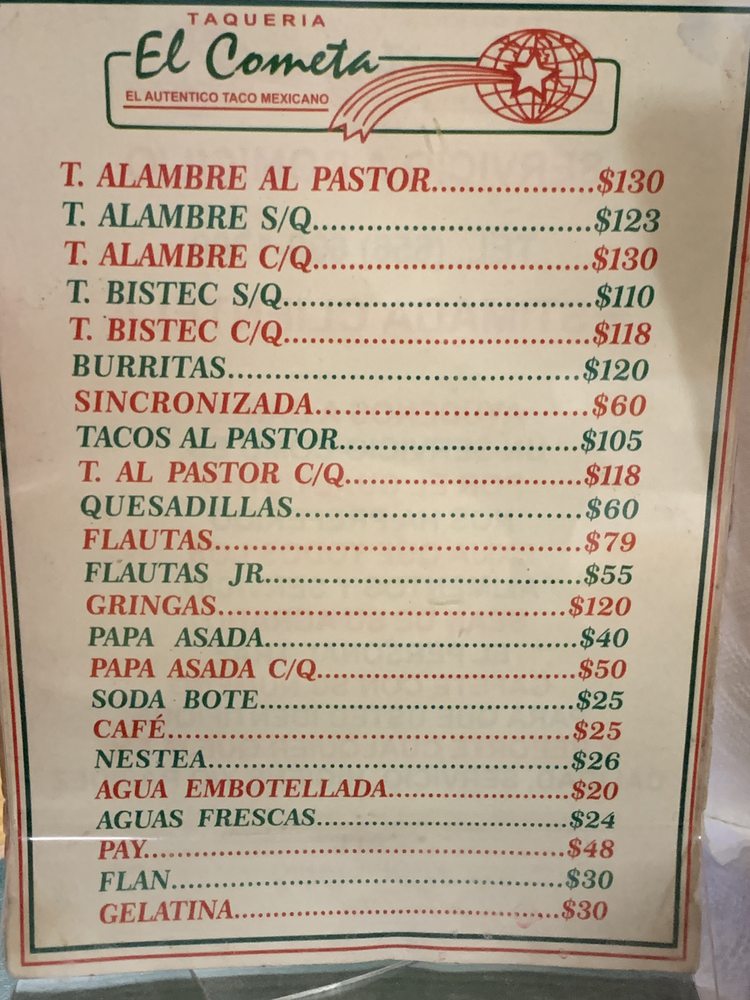 TAQUERIA
El Cometa
EL AUTENTICO TACO MEXICANO
T. ALAMBRE AL PASTOR..................$130
T. ALAMBRE S/Q...............................$123
T. ALAMBRE C/Q...............................$130
T. BISTEC S/Q...................................$110
T. BISTEC C/Q...................................$118
BURRITAS.......................................$120
SINCRONIZADA..............................$60
TACOS AL PASTOR...........................$105
T. AL PASTOR C/Q...........................$118
QUESADILLAS................................$60
FLAUTAS.........................................$79
FLAUTAS JR...................................$55
GRINGAS.......................................$120
PAPA ASADA...................................$40
PAPA ASADA C/Q............................$50
SODA BOTE...................................$25
CAFÉ.............................................$25
NESTEA........................................$26
AGUA EMBOTELLADA....................$20
AGUAS FRESCAS............................$24
PAY...............................................$48
FLAN............................................$30
GELATINA.....................................$30